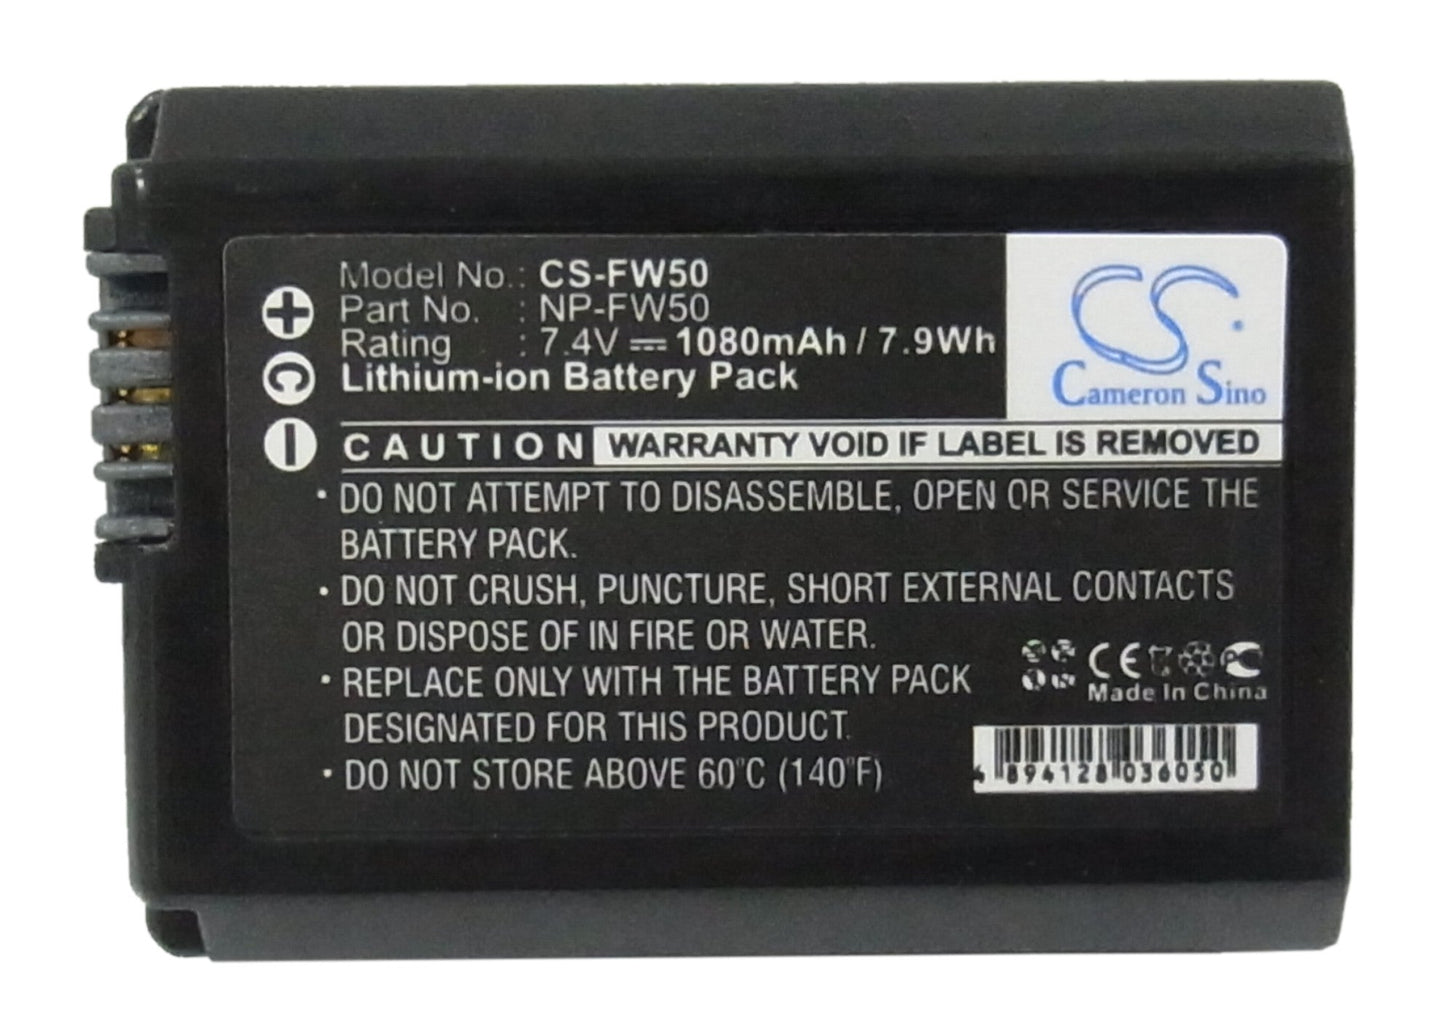 Model No. : CS-FW50
Part No. : NP-FW50
Rating : 7.4V 1080mAh / 7.9Wh
Lithium-ion Battery Pack
CS
Cameron Sino
+
C
–
CAUTION WARRANTY VOID IF LABEL IS REMOVED
• DO NOT ATTEMPT TO DISASSEMBLE, OPEN OR SERVICE THE
BATTERY PACK.
• DO NOT CRUSH, PUNCTURE, SHORT EXTERNAL CONTACTS
OR DISPOSE OF IN FIRE OR WATER.
• REPLACE ONLY WITH THE BATTERY PACK
DESIGNATED FOR THIS PRODUCT.
• DO NOT STORE ABOVE 60°C (140°F)
CE
Made In China
4 894128 036050